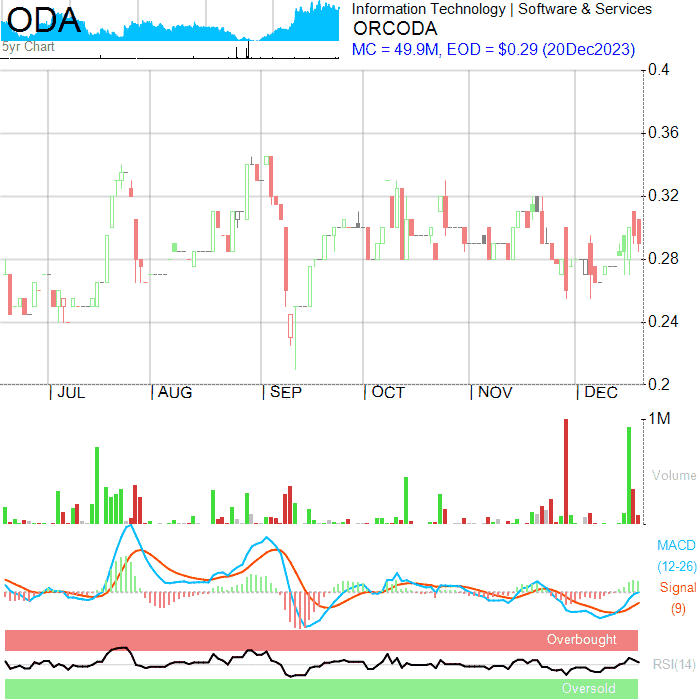 ODA
Information Technology | Software & Services
ORCODA
5yr Chart
MC = 49.9M, EOD = $0.29 (20Dec2023)
0.4
0.36
0.32
0.28
0.24
0.2
| JUL | AUG | SEP | OCT | NOV | DEC
1M
Volume
MACD
(12-26)
Signal
(9)
Overbought
RSI(14)
Oversold